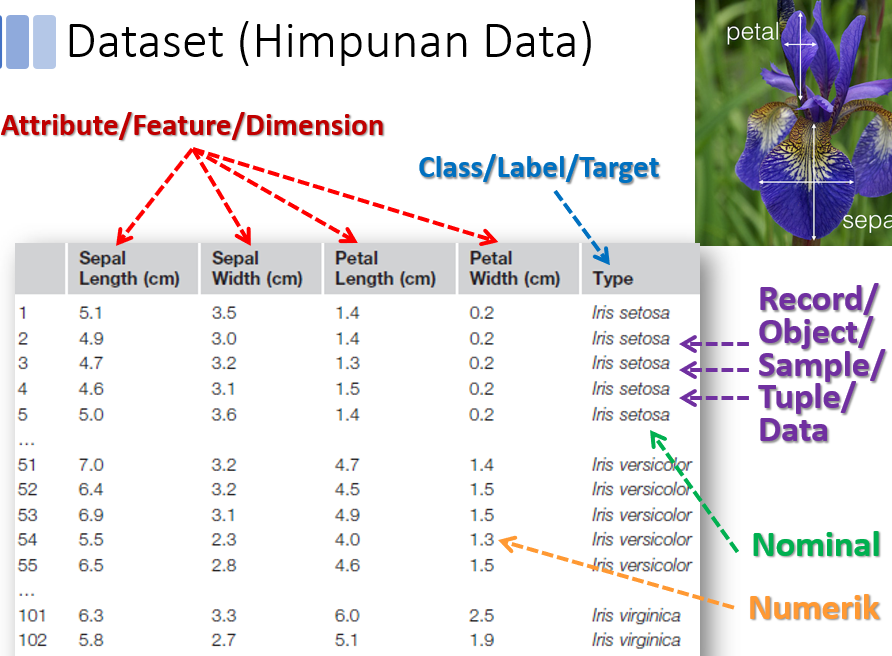 Dataset (Himpunan Data)
petal
sepa
Attribute/Feature/Dimension
Class/Label/Target
Sepal Length (cm) Sepal Width (cm) Petal Length (cm) Petal Width (cm) Type
1 5.1 3.5 1.4 0.2 Iris setosa
2 4.9 3.0 1.4 0.2 Iris setosa
3 4.7 3.2 1.3 0.2 Iris setosa
4 4.6 3.1 1.5 0.2 Iris setosa
5 5.0 3.6 1.4 0.2 Iris setosa
...
51 7.0 3.2 4.7 1.4 Iris versicolor
52 6.4 3.2 4.5 1.5 Iris versicolor
53 6.9 3.1 4.9 1.5 Iris versicolor
54 5.5 2.3 4.0 1.3 Iris versicolor
55 6.5 2.8 4.6 1.5 Iris versicolor
...
101 6.3 3.3 6.0 2.5 Iris virginica
102 5.8 2.7 5.1 1.9 Iris virginica
Record/
Object/
Sample/
Tuple/
Data
Nominal
Numerik